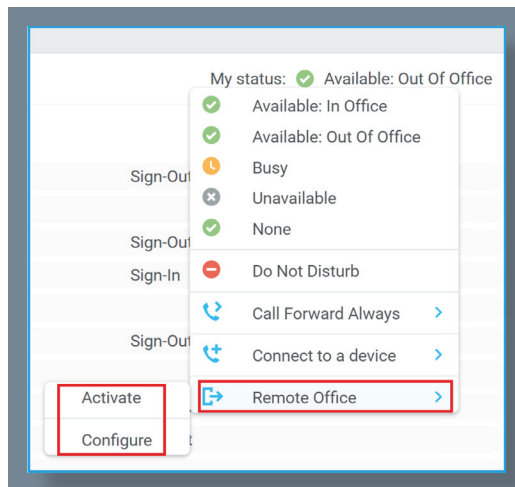 My status: Available: Out Of Office
Available: In Office
Available: Out Of Office
Sign-Out
Busy
Unavailable
None
Sign-Out
Sign-In
Do Not Disturb
Call Forward Always
Sign-Out
Connect to a device
Activate
Remote Office
Configure